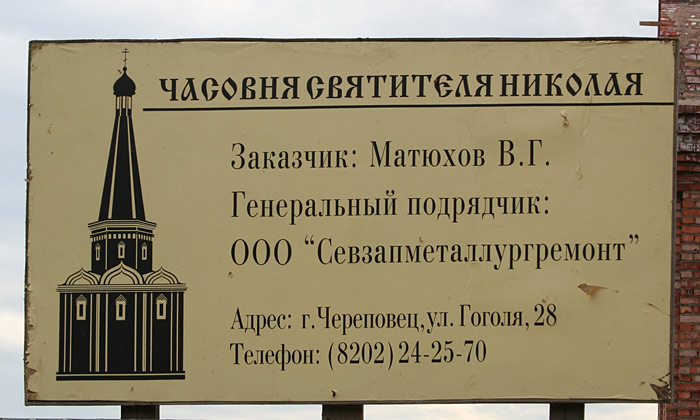 ЧАСОВНЯ СВЯТИТЕЛЯ НИКОЛАЯ
Заказчик: Матюхов В.Г.
Генеральный подрядчик:
ООО “Севзапметаллургремонт”
Адрес: г.Череповец,ул. Гоголя, 28
Телефон: (8202) 24-25-70